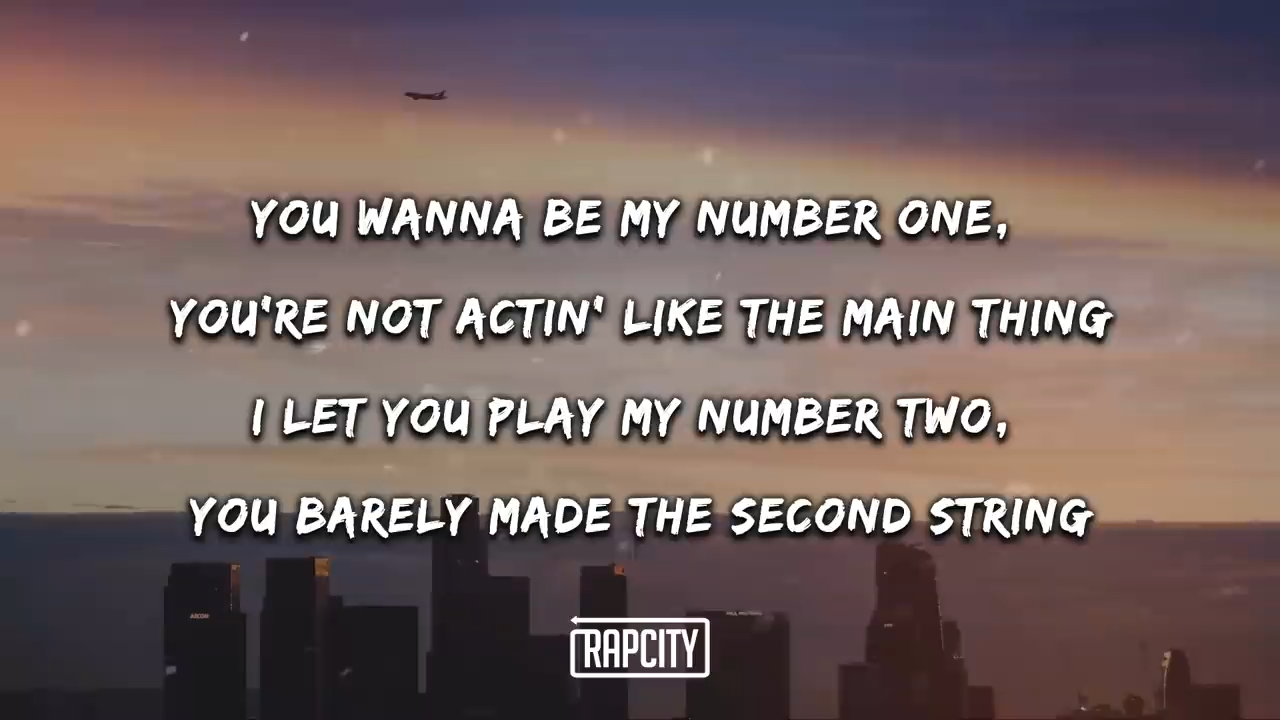 YOU WANNA BE MY NUMBER ONE,
YOU'RE NOT ACTIN' LIKE THE MAIN THING
I LET YOU PLAY MY NUMBER TWO,
YOU BARELY MADE THE SECOND STRING
AECOM
RAPCITY